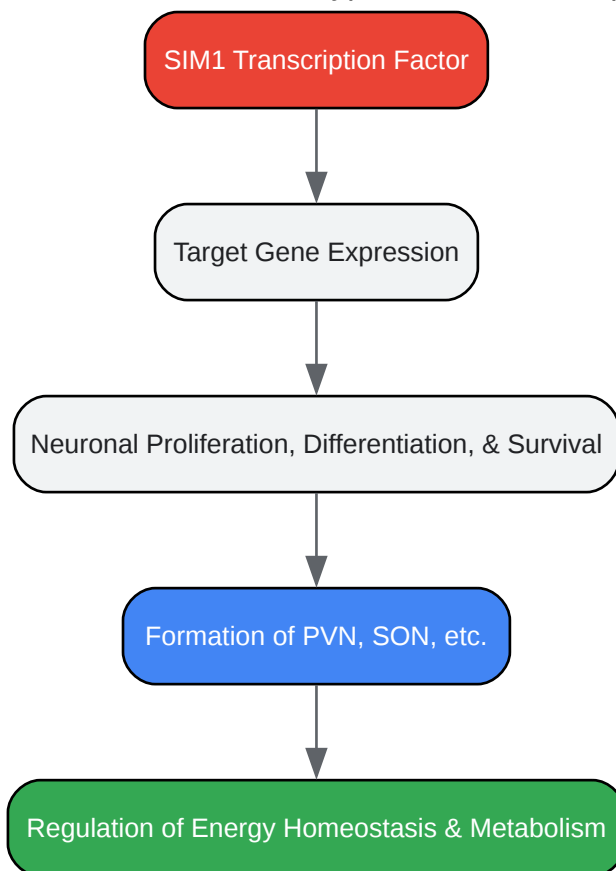 SIM1 Transcription Factor
Target Gene Expression
Neuronal Proliferation, Differentiation, & Survival
Formation of PVN, SON, etc.
Regulation of Energy Homeostasis & Metabolism